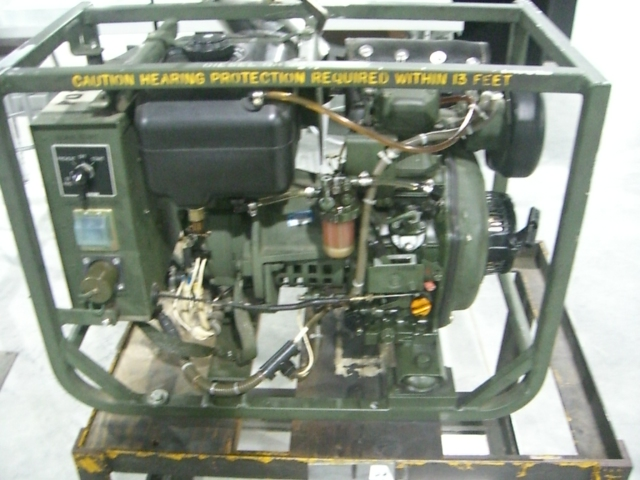 CAUTION HEARING PROTECTION REQUIRED WITHIN 13 FEET